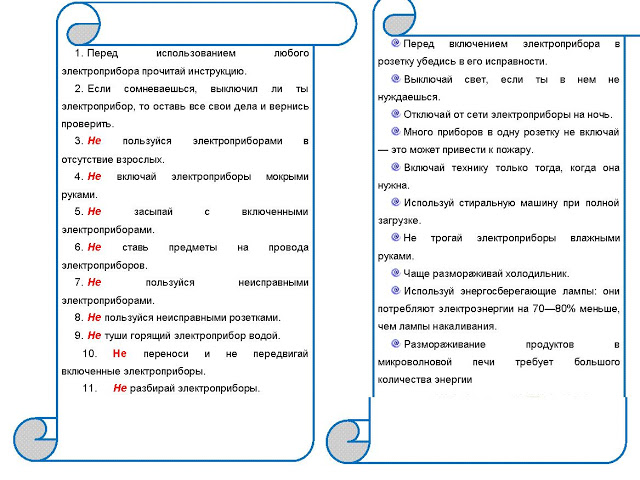 1. Перед использованием любого
электроприбора прочитай инструкцию.
2. Если сомневаешься, выключил ли ты
электроприбор, то оставь все свои дела и вернись
проверить.
3. Не пользуйся электроприборами в
отсутствие взрослых.
4. Не включай электроприборы мокрыми
руками.
5. Не засыпай с включенными
электроприборами.
6. Не ставь предметы на провода
электроприборов.
7. Не пользуйся неисправными
электроприборами.
8. Не пользуйся неисправными розетками.
9. Не туши горящий электроприбор водой.
10. Не переноси и не передвигай
включенные электроприборы.
11. Не разбирай электроприборы.
Перед включением электроприбора в
розетку убедись в его исправности.
Выключай свет, если ты в нем не
нуждаешься.
Отключай от сети электроприборы на ночь.
Много приборов в одну розетку не включай
— это может привести к пожару.
Включай технику только тогда, когда она
нужна.
Используй стиральную машину при полной
загрузке.
Не трогай электроприборы влажными
руками.
Чаще размораживай холодильник.
Используй энергосберегающие лампы: они
потребляют электроэнергии на 70—80% меньше,
чем лампы накаливания.
Размораживание продуктов в
микроволновой печи требует большого
количества энергии